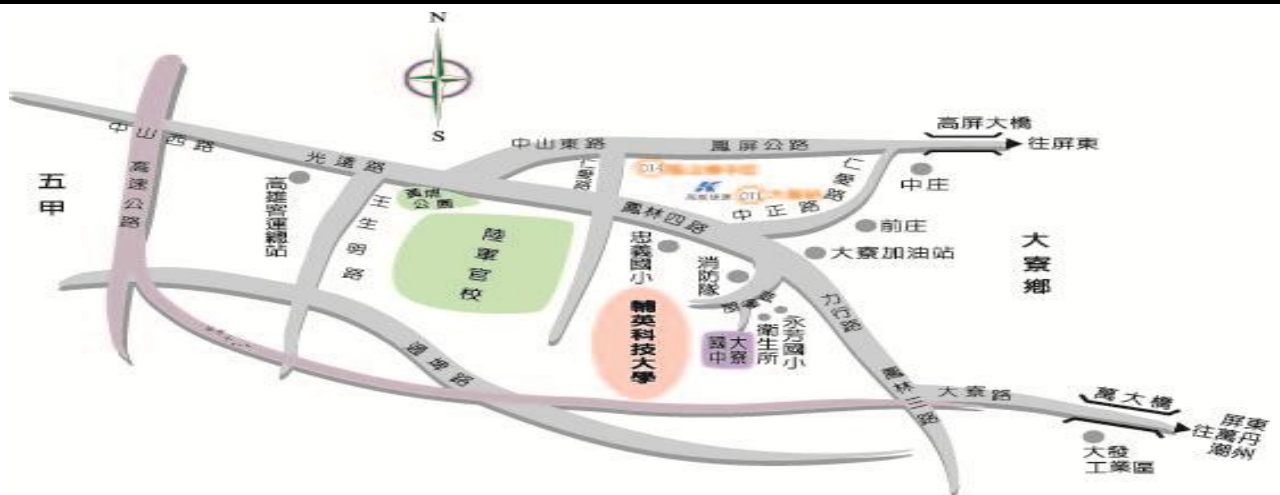 N
S
中山西路
高速公路
五甲
光遠路
高雄客運總站
王生明路
黃埔
公園
陸軍官校
中山東路
鳳屏公路
仁愛路
高屏大橋
往屏東
中庄
仁愛路
中正路
前庄
大寮加油站
鳳林四路
忠義國小
消防隊
大寮鄉
輔英科技大學
大寮
國中
衛生所
永芳國小
力行路
鳳林三路
過埤路
大寮路
萬大橋
屏東
往萬丹
潮州
大發
工業區